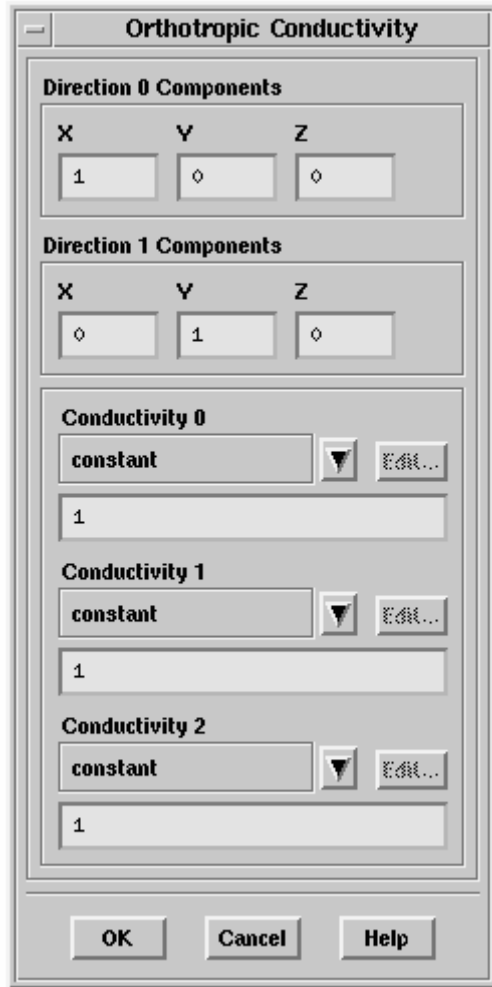 Orthotropic Conductivity
Direction 0 Components
X Y Z
1 0 0
Direction 1 Components
X Y Z
0 1 0
Conductivity 0
constant Edit...
1
Conductivity 1
constant Edit...
1
Conductivity 2
constant Edit...
1
OK Cancel Help